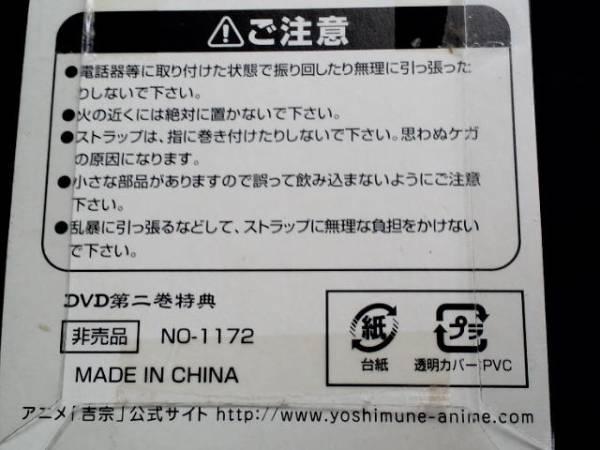 ⚠ご注意
●電話器等に取り付けた状態で振り回したり無理に引っ張った
りしないで下さい。
●火の近くには絶対に置かないで下さい。
●ストラップは、指に巻き付けたりしないで下さい。思わぬケガ
の原因になります。
●小さな部品がありますので誤って飲み込まないようにご注意
下さい。
●乱暴に引っ張るなどして、ストラップに無理な負担をかけない
で下さい。
DVD第二巻特典
非売品 NO-1172
MADE IN CHINA
紙
台紙
プラ
透明カバー:PVC
アニメ「吉宗」公式サイト http://www.yoshimune-anime.com